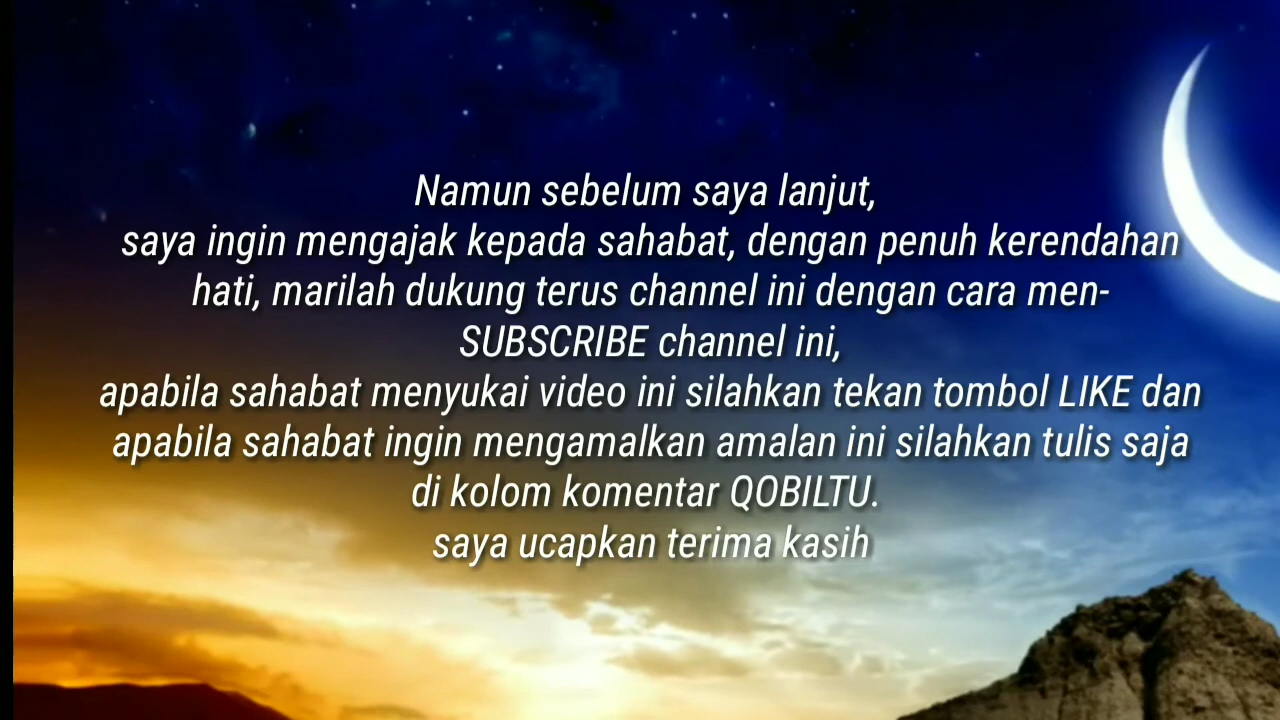 Namun sebelum saya lanjut,
saya ingin mengajak kepada sahabat, dengan penuh kerendahan
hati, marilah dukung terus channel ini dengan cara men-
SUBSCRIBE channel ini,
apabila sahabat menyukai video ini silahkan tekan tombol LIKE dan
apabila sahabat ingin mengamalkan amalan ini silahkan tulis saja
di kolom komentar QOBILTU.
saya ucapkan terima kasih